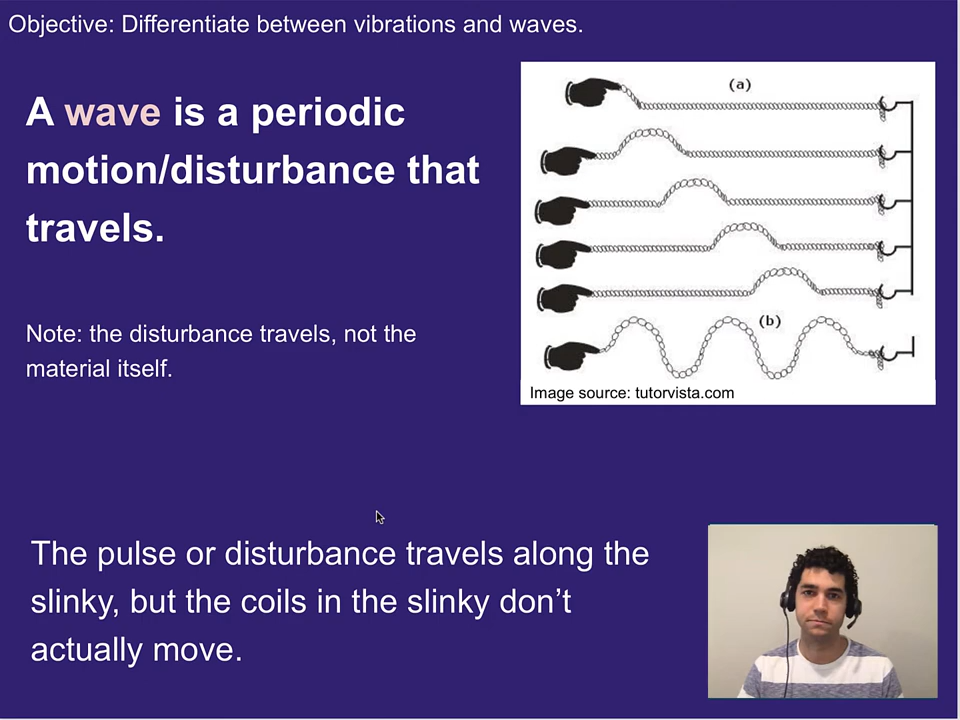 Objective: Differentiate between vibrations and waves.
A wave is a periodic
motion/disturbance that
travels.
Note: the disturbance travels, not the
material itself.
(a)
(b)
Image source: tutorvista.com
The pulse or disturbance travels along the
slinky, but the coils in the slinky don’t
actually move.